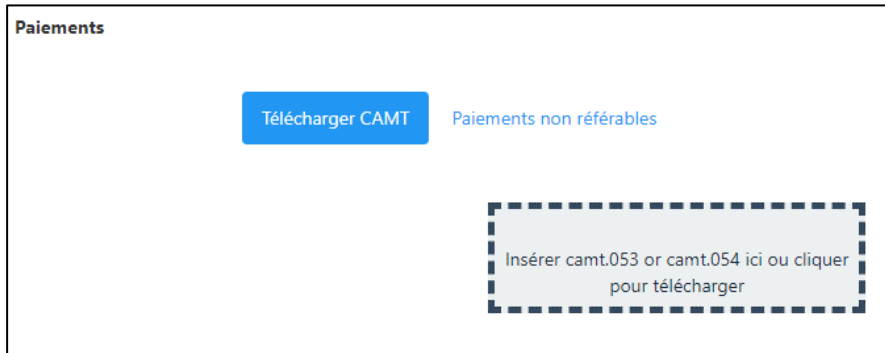 Paiements
Télécharger CAMT
Paiements non référables
Insérer camt.053 or camt.054 ici ou cliquer
pour télécharger